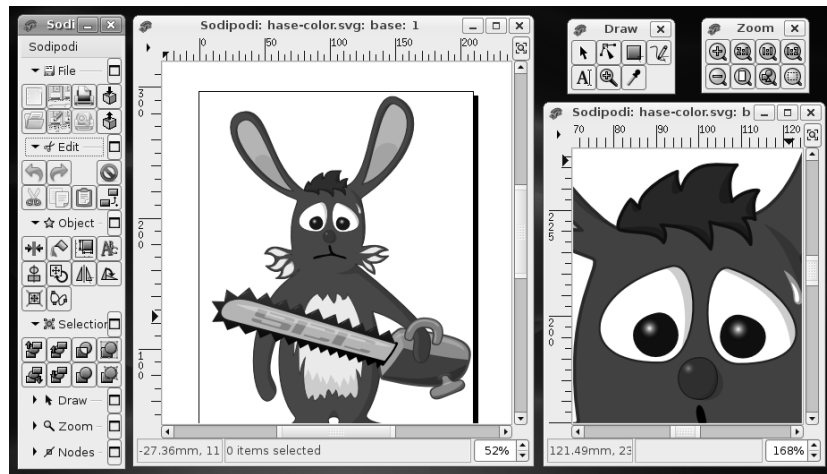 Sodi
Sodipodi
File
Edit
Object
Selection
Draw
Zoom
Nodes
Sodipodi: hase-color.svg: base: 1
0 50 100 150 200
300
200
100
-27.36mm, 11
0 items selected
52%
Draw
Zoom
Sodipodi: hase-color.svg: b
70 80 90 100 110 120
225
200
121.49mm, 23
168%